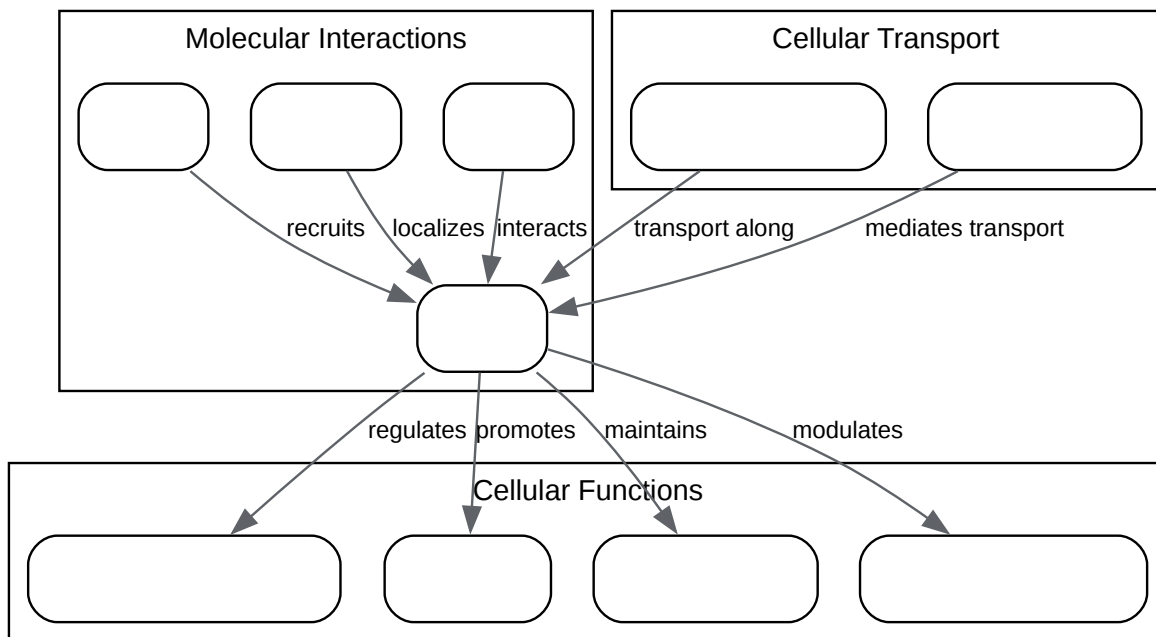 Molecular Interactions
Cellular Transport
recruits
localizes
interacts
transport along
mediates transport
regulates
promotes
maintains
modulates
Cellular Functions